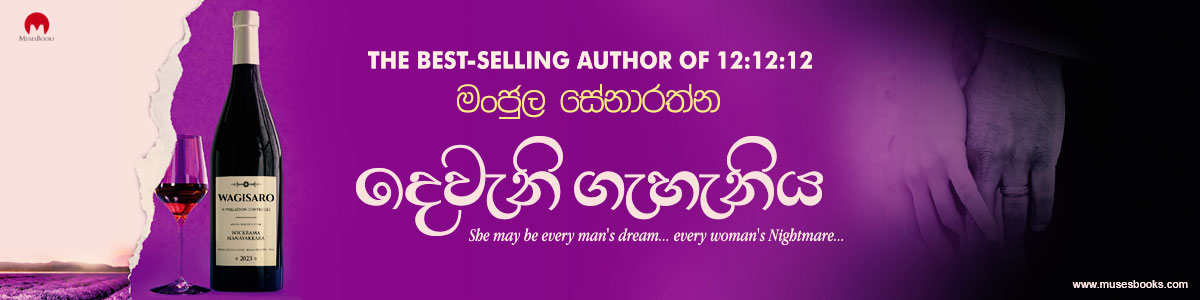 MUSESBOOKS
THE BEST-SELLING AUTHOR OF 12:12:12
මංජුල සේනාරත්න
දෙවැනි ගැහැනිය
She may be every man's dream... every woman's Nightmare...
WAGISARO
WICKRAMA
NANAYAKKARA
2023
www.musesbooks.com